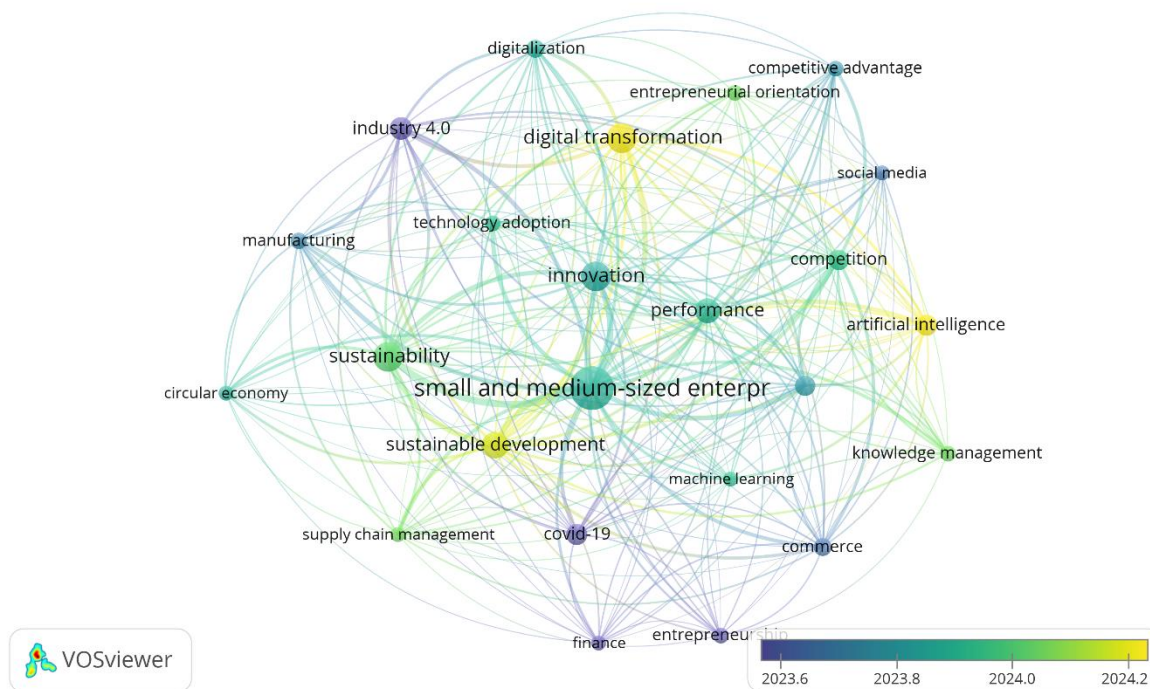 digitalization
competitive advantage
entrepreneurial orientation
industry 4.0
digital transformation
social media
technology adoption
manufacturing
competition
innovation
performance
artificial intelligence
sustainability
small and medium-sized enterpr
circular economy
sustainable development
knowledge management
machine learning
supply chain management
covid-19
commerce
finance
entrepreneurship
VOSviewer
2023.6 2023.8 2024.0 2024.2